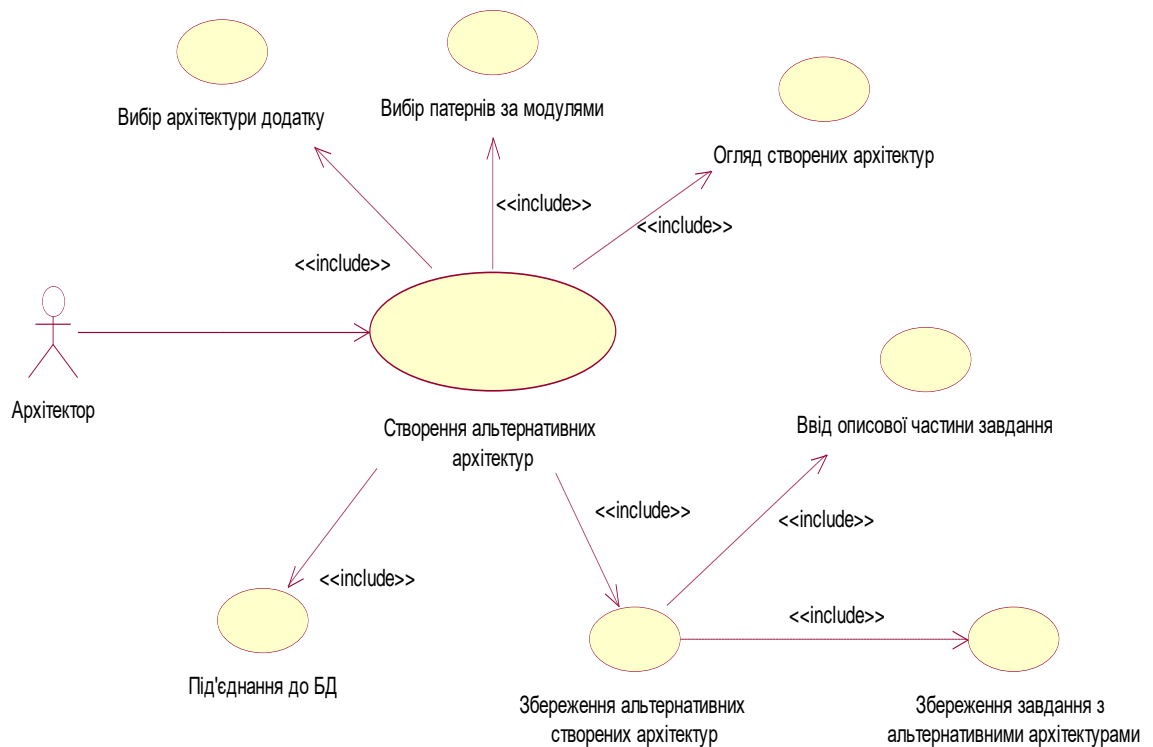 Вибір архітектури додатку
Вибір патернів за модулями
Огляд створених архітектур
<<include>>
<<include>>
<<include>>
Архітектор
Створення альтернативних
архітектур
Ввід описової частини завдання
<<include>>
<<include>>
<<include>>
<<include>>
Під'єднання до БД
Збереження альтернативних
створених архітектур
Збереження завдання з
альтернативними архітектурами